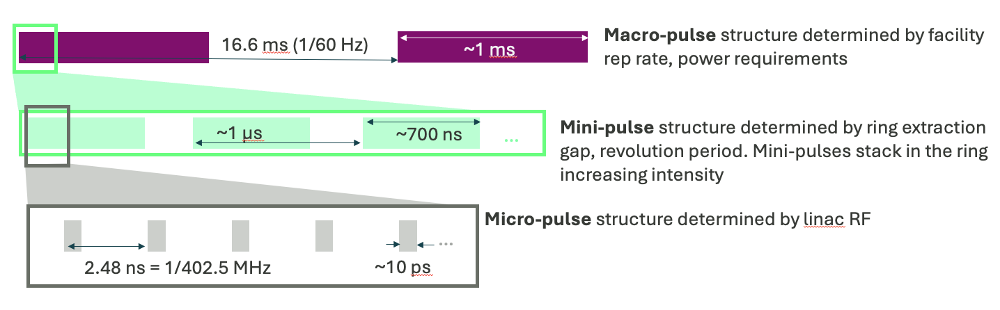 16.6 ms (1/60 Hz)
~1 ms
Macro-pulse structure determined by facility
rep rate, power requirements
~1 µs
~700 ns
...
Mini-pulse structure determined by ring extraction
gap, revolution period. Mini-pulses stack in the ring
increasing intensity
Micro-pulse structure determined by linac RF
...
2.48 ns = 1/402.5 MHz
~10 ps